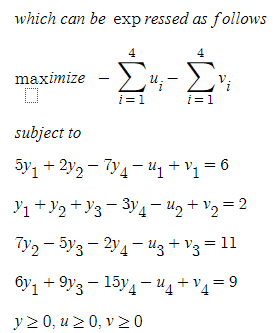 which can be exp ressed as follows
maximize − ∑_{i=1}^{4} u_i − ∑_{i=1}^{4} v_i
subject to
5y₁ + 2y₂ − 7y₄ − u₁ + v₁ = 6
y₁ + y₂ + y₃ − 3y₄ − u₂ + v₂ = 2
7y₂ − 5y₃ − 2y₄ − u₃ + v₃ = 11
6y₁ + 9y₃ − 15y₄ − u₄ + v₄ = 9
y ≥ 0, u ≥ 0, v ≥ 0